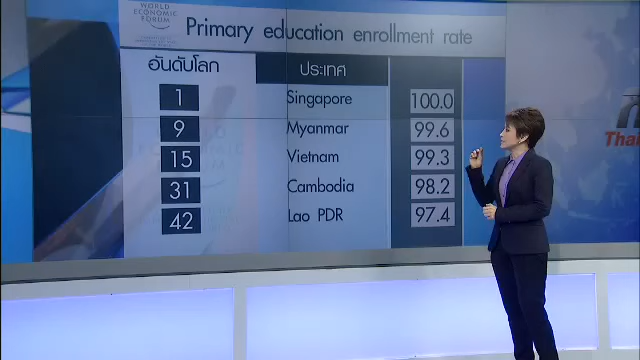 WORLD
ECONOMIC
FORUM
Primary education enrollment rate
อันดับโลก ประเทศ
1 Singapore 100.0
9 Myanmar 99.6
15 Vietnam 99.3
31 Cambodia 98.2
42 Lao PDR 97.4